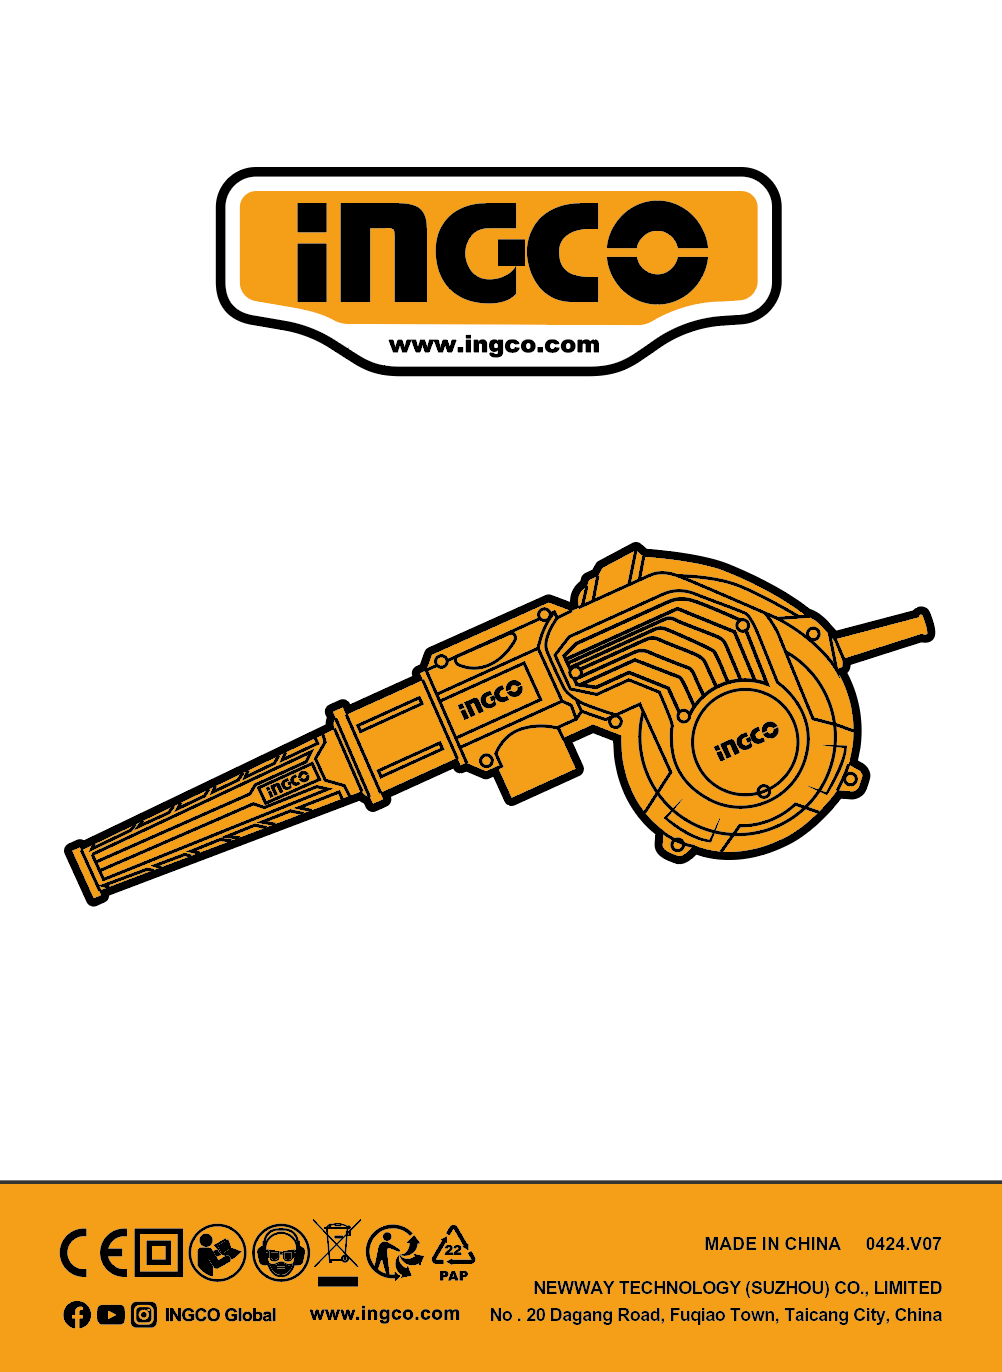 INGCO
www.ingco.com
INGCO
INGCO
INGCO
CE
22
PAP
MADE IN CHINA 0424.V07
NEWWAY TECHNOLOGY (SUZHOU) CO., LIMITED
INGCO Global www.ingco.com No . 20 Dagang Road, Fuqiao Town, Taicang City, China